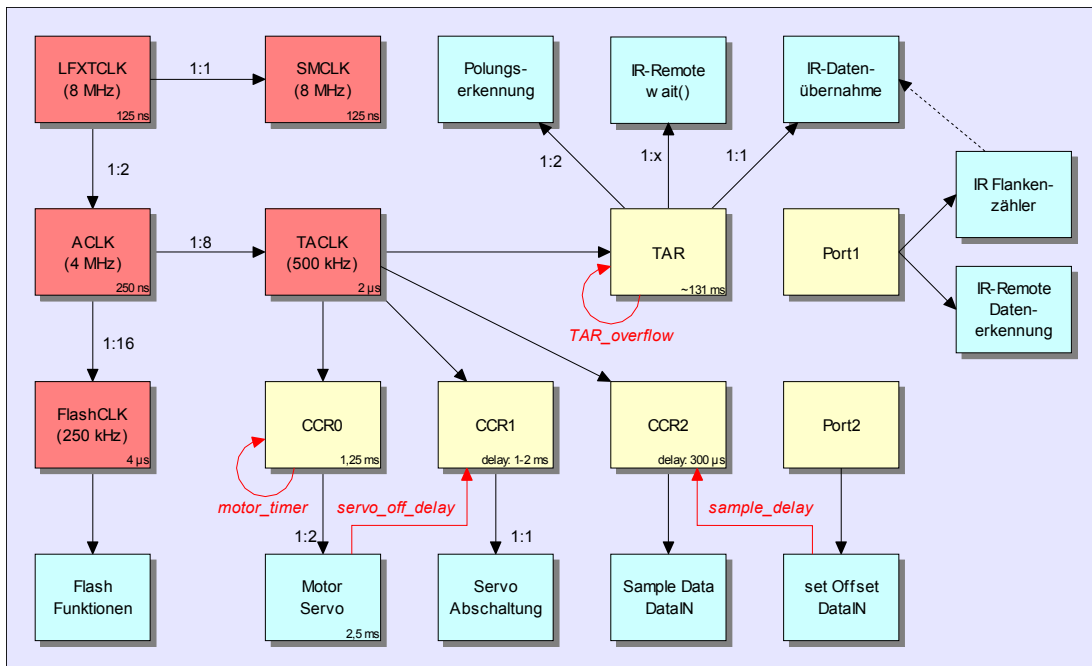 LFXTCLK
(8 MHz)
125 ns
1:1
SMCLK
(8 MHz)
125 ns
Polungs-
erkennung
IR-Remote
wait()
IR-Daten-
übernahme
1:2
1:2
1:x
1:1
IR Flanken-
zähler
ACLK
(4 MHz)
250 ns
1:8
TACLK
(500 kHz)
2 µs
TAR
~131 ms
TAR_overflow
Port1
IR-Remote
Daten-
erkennung
1:16
FlashCLK
(250 kHz)
4 µs
CCR0
1,25 ms
motor_timer
CCR1
delay: 1-2 ms
servo_off_delay
CCR2
delay: 300 µs
sample_delay
Port2
1:2
1:1
Flash
Funktionen
Motor
Servo
2,5 ms
Servo
Abschaltung
Sample Data
DataIN
set Offset
DataIN